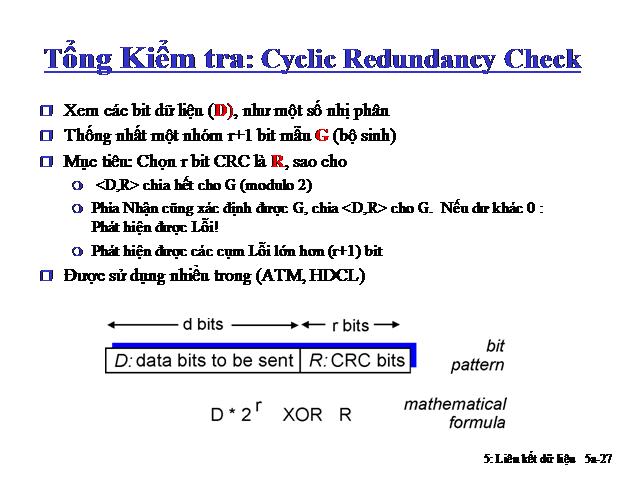 Tổng Kiểm tra: Cyclic Redundancy Check
Xem các bit dữ liệu (D), như một số nhị phân
Thống nhất một nhóm r+1 bit mẫu G (bộ sinh)
Mục tiêu: Chọn r bit CRC là R, sao cho
<D,R> chia hết cho G (modulo 2)
Phia Nhận cũng xác định được G, chia <D,R> cho G. Nếu dư khác 0 :
Phát hiện được Lỗi!
Phát hiện được các cụm Lỗi lớn hơn (r+1) bit
Được sử dụng nhiều trong (ATM, HDCL)
d bits r bits
D: data bits to be sent R: CRC bits
bit
pattern
D * 2^r XOR R
mathematical
formula
5: Liên kết dữ liệu 5a-27